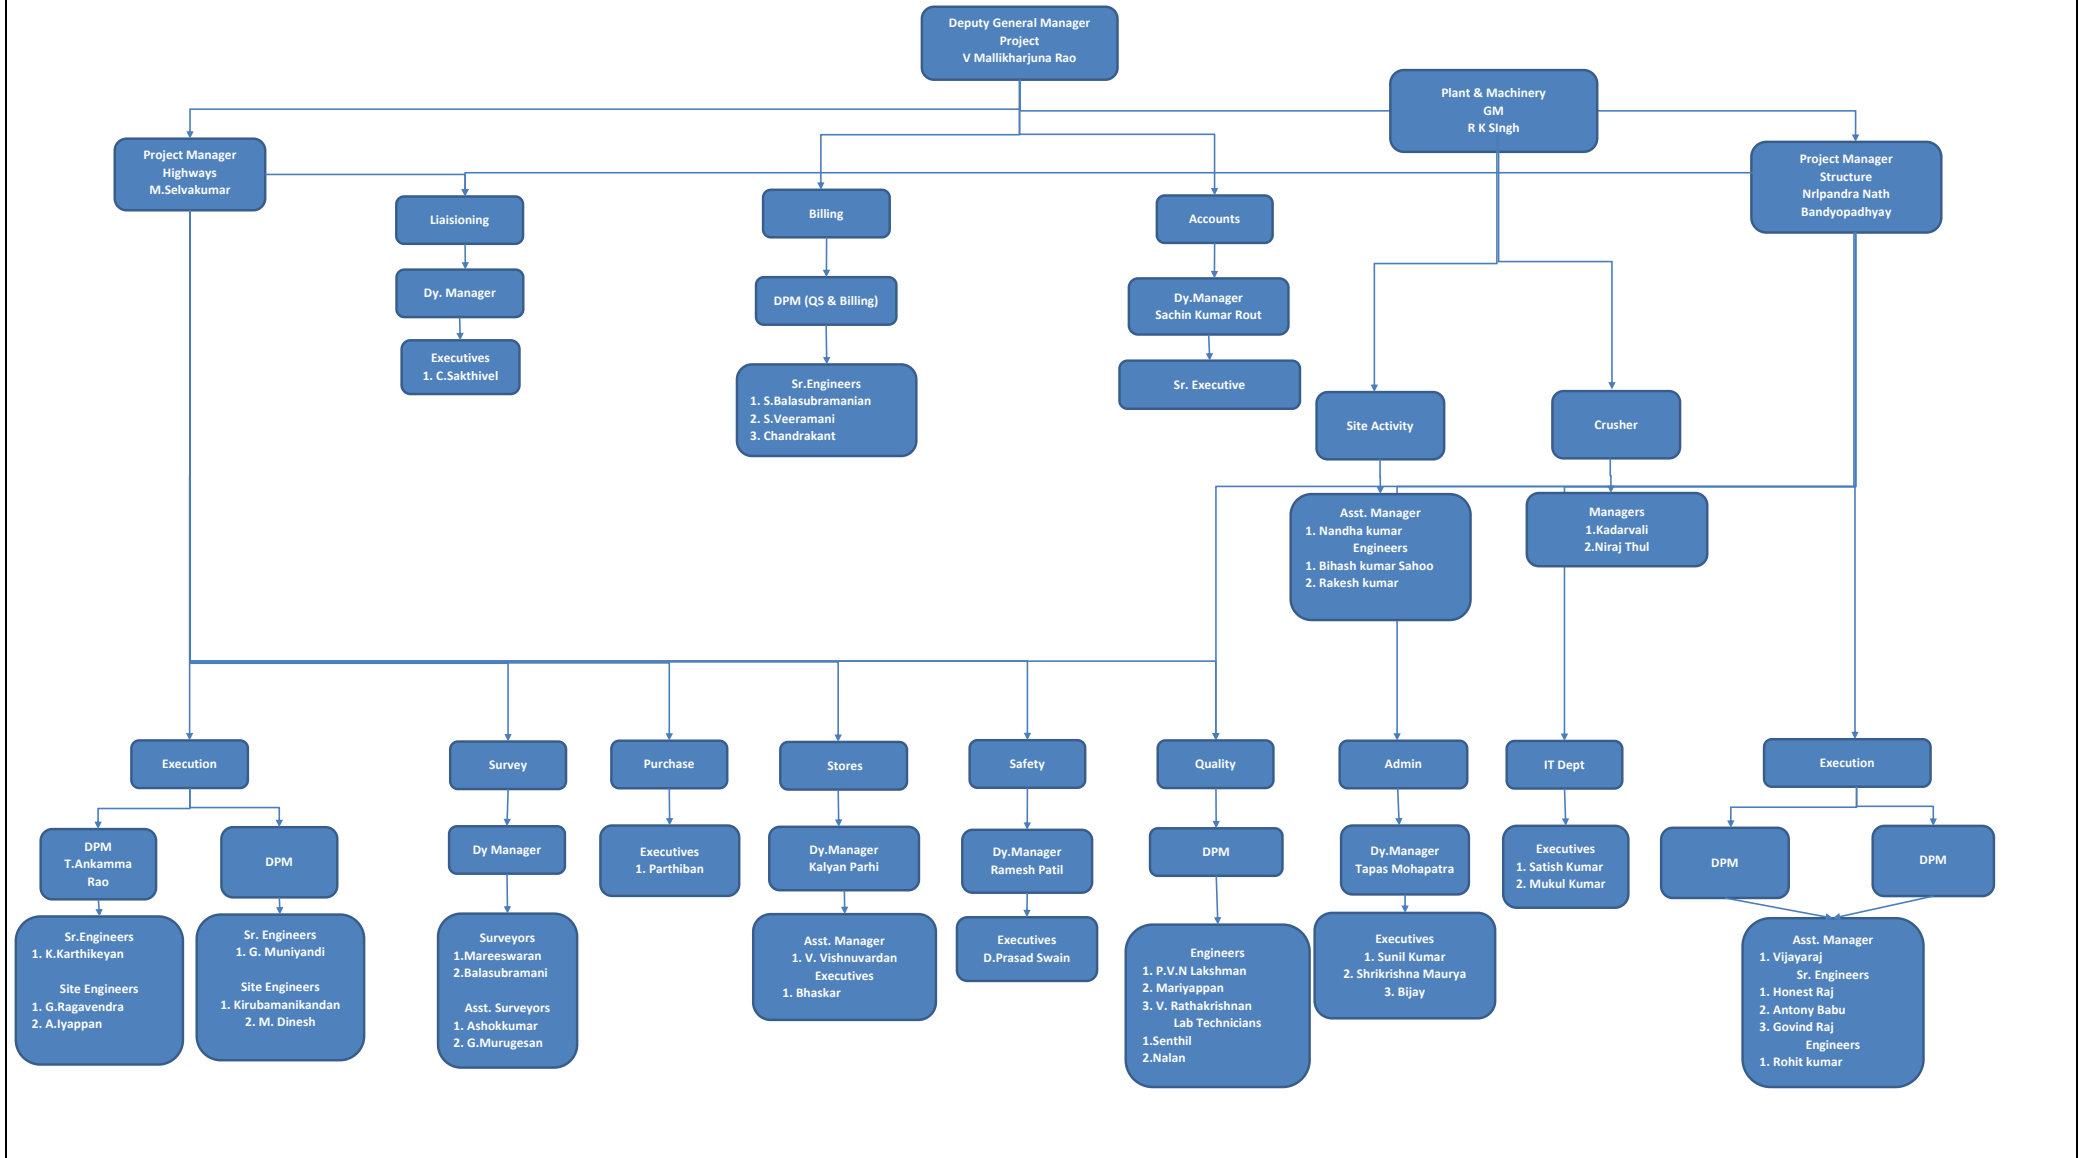 Deputy General Manager
Project
V Mallikharjuna Rao
Plant & Machinery
GM
R K SIngh
Project Manager
Highways
M.Selvakumar
Project Manager
Structure
Nrlpandra Nath
Bandyopadhyay
Liaisioning
Billing
Accounts
Dy. Manager
DPM (QS & Billing)
Dy.Manager
Sachin Kumar Rout
Executives
1. C.Sakthivel
Sr.Engineers
1. S.Balasubramanian
2. S.Veeramani
3. Chandrakant
Sr. Executive
Site Activity
Crusher
Asst. Manager
1. Nandha kumar
Engineers
1. Bihash kumar Sahoo
2. Rakesh kumar
Managers
1.Kadarvali
2.Niraj Thul
Execution
Survey
Purchase
Stores
Safety
Quality
Admin
IT Dept
Execution
DPM
T.Ankamma
Rao
DPM
Dy Manager
Executives
1. Parthiban
Dy.Manager
Kalyan Parhi
Dy.Manager
Ramesh Patil
DPM
Dy.Manager
Tapas Mohapatra
Executives
1. Satish Kumar
2. Mukul Kumar
DPM
DPM
Sr.Engineers
1. K.Karthikeyan
Site Engineers
1. G.Ragavendra
2. A.Iyappan
Sr. Engineers
1. G. Muniyandi
Site Engineers
1. Kirubamanikandan
2. M. Dinesh
Surveyors
1.Mareeswaran
2.Balasubramani
Asst. Surveyors
1. Ashokkumar
2. G.Murugesan
Asst. Manager
1. V. Vishnuvardan
Executives
1. Bhaskar
Executives
D.Prasad Swain
Engineers
1. P.V.N Lakshman
2. Mariyappan
3. V. Rathakrishnan
Lab Technicians
1.Senthil
2.Nalan
Executives
1. Sunil Kumar
2. Shrikrishna Maurya
3. Bijay
Asst. Manager
1. Vijayaraj
Sr. Engineers
1. Honest Raj
2. Antony Babu
3. Govind Raj
Engineers
1. Rohit kumar